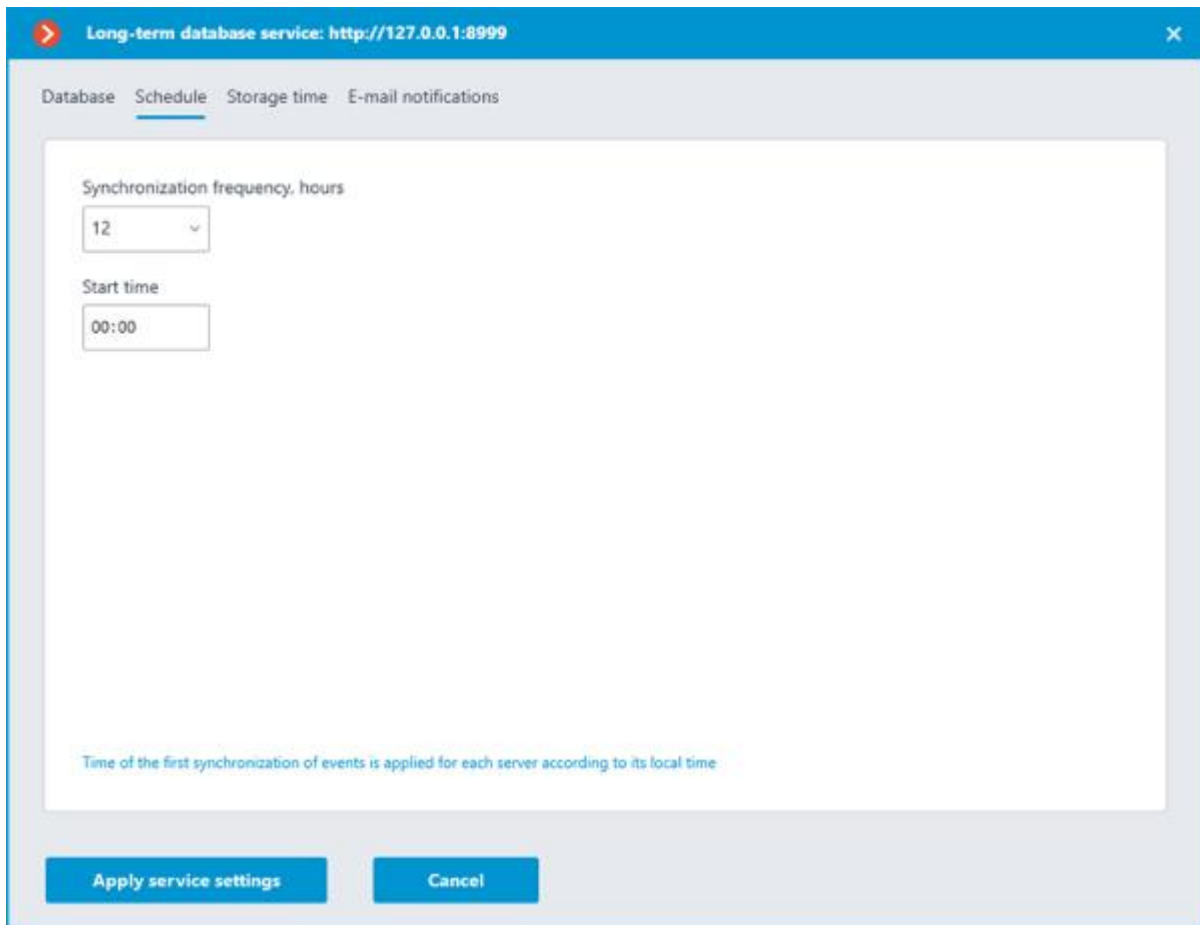 Long-term database service: http://127.0.0.1:8999
Database Schedule Storage time E-mail notifications
Synchronization frequency, hours
12
Start time
00:00
Time of the first synchronization of events is applied for each server according to its local time
Apply service settings Cancel